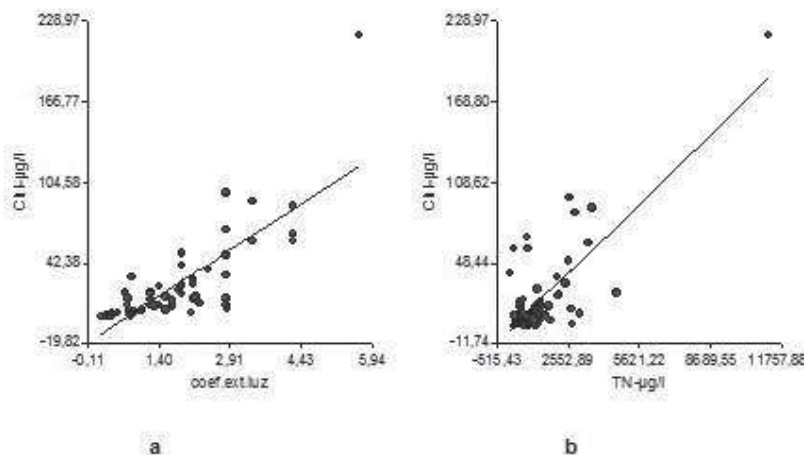 228,97
166,77
104,58
42,38
-19,82
Chl-µg/l
-0,11 1,40 2,91 4,43 5,94
coef.ext.luz
a
228,97
168,80
108,62
48,44
-11,74
Chl-µg/l
-515,43 2552,89 5621,22 8689,55 11757,88
TN-µg/l
b